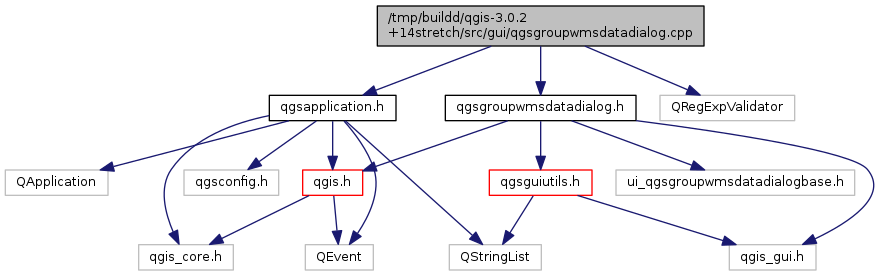 /tmp/buildd/qgis-3.0.2
+14stretch/src/gui/qgsgroupwmsdatadialog.cpp
qgsapplication.h
qgsgroupwmsdatadialog.h
QRegExpValidator
QApplication
qgsconfig.h
qgis.h
qgsguiutils.h
ui_qgsgroupwmsdatadialogbase.h
qgis_core.h
QEvent
QStringList
qgis_gui.h